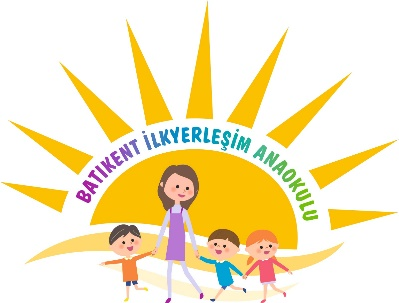 BATIKENT İLKYERLEŞİM ANAOKULU